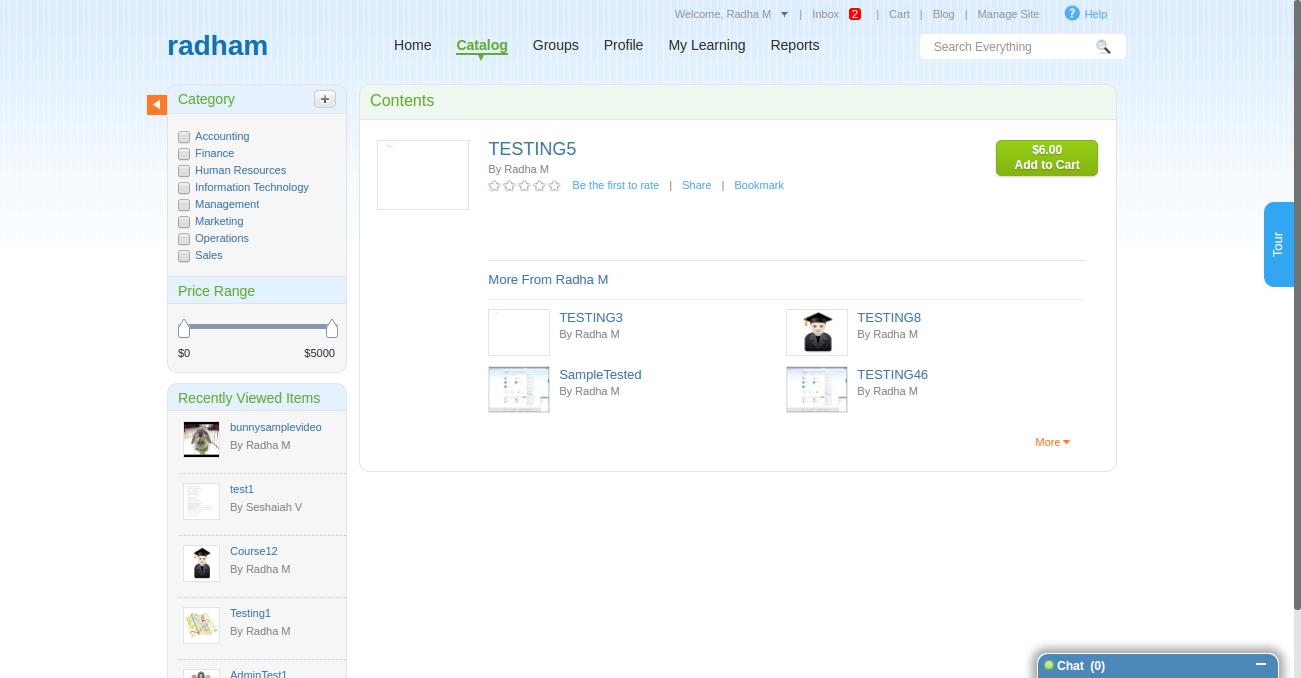 Welcome, Radha M | Inbox 2 | Cart | Blog | Manage Site Help
radham
Home Catalog Groups Profile My Learning Reports
Search Everything
Category +
Accounting
Finance
Human Resources
Information Technology
Management
Marketing
Operations
Sales
Price Range
$0 $5000
Recently Viewed Items
bunnysamplevideo
By Radha M
test1
By Seshaiah V
Course12
By Radha M
Testing1
By Radha M
AdminTest1
Contents
TESTING5
By Radha M
Be the first to rate | Share | Bookmark
$6.00
Add to Cart
More From Radha M
TESTING3
By Radha M
TESTING8
By Radha M
SampleTested
By Radha M
TESTING46
By Radha M
More
Tour
Chat (0)